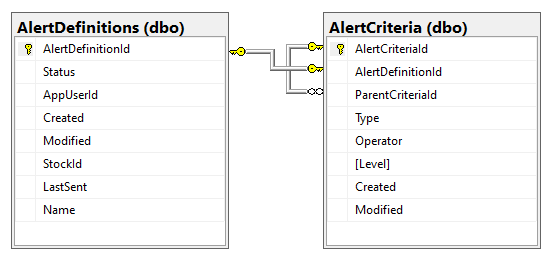 AlertDefinitions (dbo)
AlertDefinitionId
Status
AppUserId
Created
Modified
StockId
LastSent
Name
AlertCriteria (dbo)
AlertCriteriaId
AlertDefinitionId
ParentCriteriaId
Type
Operator
[Level]
Created
Modified